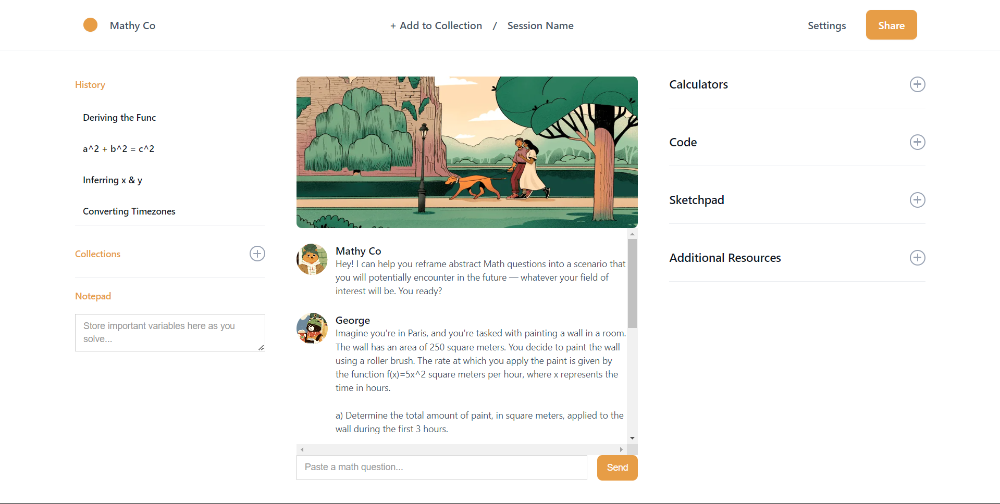 Mathy Co
+ Add to Collection / Session Name
Settings
Share
History
Deriving the Func
a^2 + b^2 = c^2
Inferring x & y
Converting Timezones
Collections
Notepad
Store important variables here as you
solve...
Mathy Co
Hey! I can help you reframe abstract Math questions into a scenario that
you will potentially encounter in the future — whatever your field of
interest will be. You ready?
George
Imagine you're in Paris, and you're tasked with painting a wall in a room.
The wall has an area of 250 square meters. You decide to paint the wall
using a roller brush. The rate at which you apply the paint is given by
the function f(x)=5x^2 square meters per hour, where x represents the
time in hours.
a) Determine the total amount of paint, in square meters, applied to the
wall during the first 3 hours.
Paste a math question...
Send
Calculators
Code
Sketchpad
Additional Resources